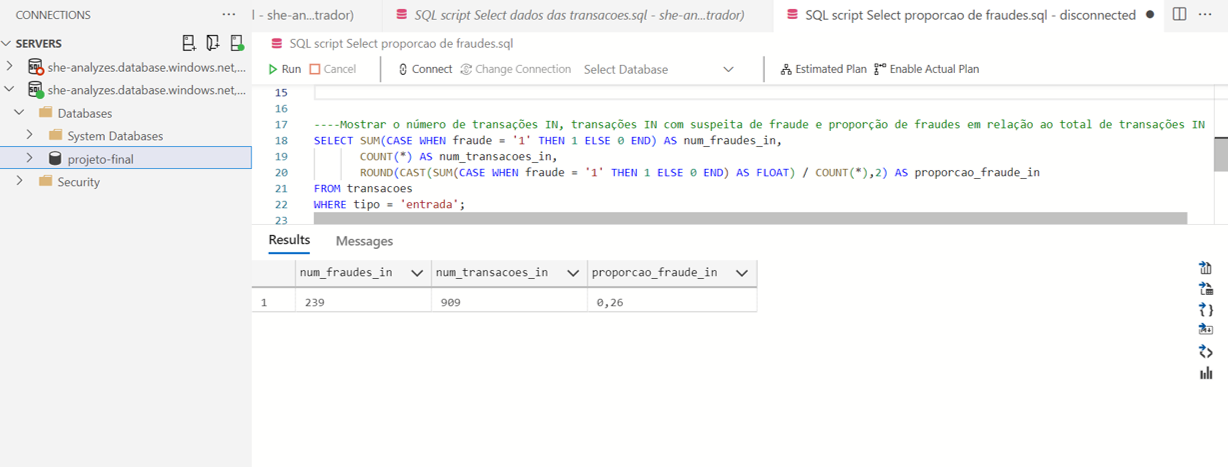 CONNECTIONS ...
SERVERS
she-analyzes.database.windows.net,...
she-analyzes.database.windows.net,...
Databases
System Databases
projeto-final
Security
l - she-an...trador)
SQL script Select dados das transacoes.sql - she-an...trador)
SQL script Select proporcao de fraudes.sql - disconnected
SQL script Select proporcao de fraudes.sql
Run Cancel Connect Change Connection Select Database Estimated Plan Enable Actual Plan
15
16
17 ----Mostrar o número de transações IN, transações IN com suspeita de fraude e proporção de fraudes em relação ao total de transações IN
18 SELECT SUM(CASE WHEN fraude = '1' THEN 1 ELSE 0 END) AS num_fraudes_in,
19 COUNT(*) AS num_transacoes_in,
20 ROUND(CAST(SUM(CASE WHEN fraude = '1' THEN 1 ELSE 0 END) AS FLOAT) / COUNT(*),2) AS proporcao_fraude_in
21 FROM transacoes
22 WHERE tipo = 'entrada';
23
Results Messages
num_fraudes_in num_transacoes_in proporcao_fraude_in
1 239 909 0,26